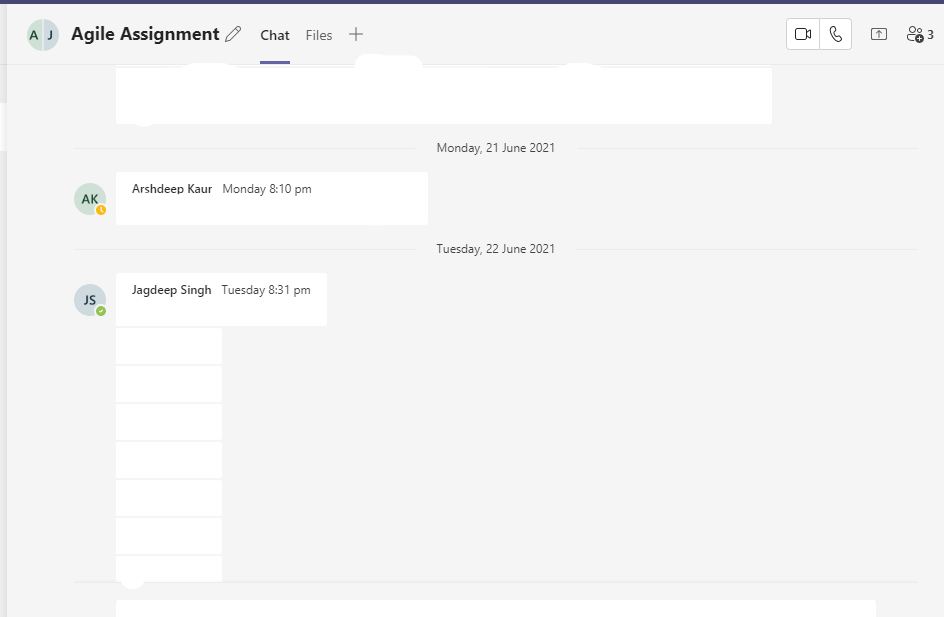 A J Agile Assignment Chat Files 3
Monday, 21 June 2021
AK Arshdeep Kaur Monday 8:10 pm
Tuesday, 22 June 2021
JS Jagdeep Singh Tuesday 8:31 pm